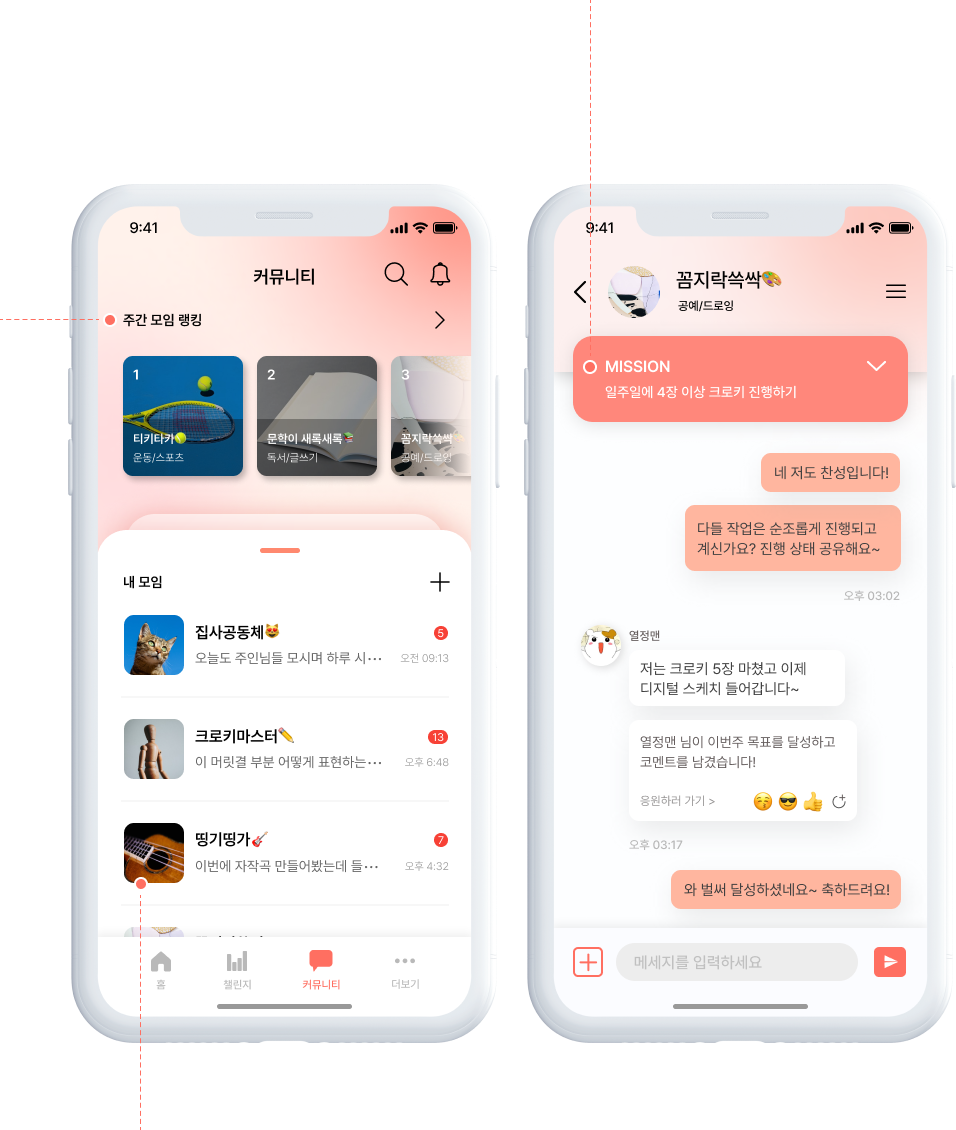 9:41
커뮤니티
주간 모임 랭킹
1
티키타카🎾
운동/스포츠
2
문학이 새록새록📚
독서/글쓰기
3
꼼지락쓱싹🎨
공예/드로잉
내 모임
집사공동체😻
5
오늘도 주인님들 모시며 하루 시···
오전 09:13
크로키마스터✏️
13
이 머릿결 부분 어떻게 표현하는···
오후 6:48
띵기띵가🎸
7
이번에 자작곡 만들어봤는데 들···
오후 4:32
홈
챌린지
커뮤니티
더보기
9:41
꼼지락쓱싹🎨
공예/드로잉
MISSION
일주일에 4장 이상 크로키 진행하기
네 저도 찬성입니다!
다들 작업은 순조롭게 진행되고
계신가요? 진행 상태 공유해요~
오후 03:02
열정맨
저는 크로키 5장 마쳤고 이제
디지털 스케치 들어갑니다~
열정맨 님이 이번주 목표를 달성하고
코멘트를 남겼습니다!
응원하러 가기 >
😚😎👍
오후 03:17
와 벌써 달성하셨네요~ 축하드려요!
메세지를 입력하세요